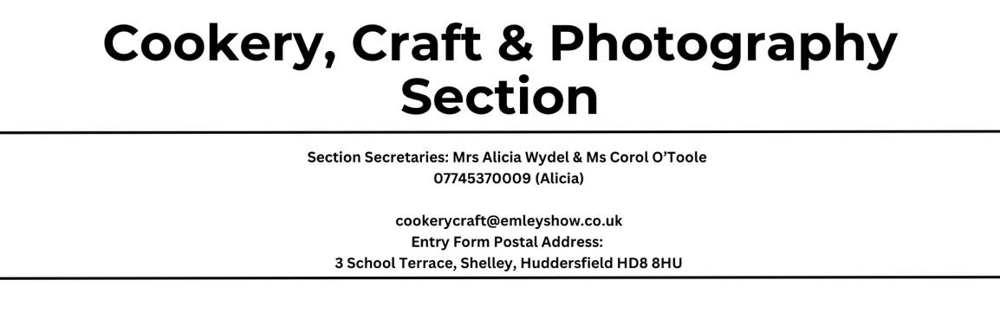 Cookery, Craft & Photography
Section
Section Secretaries: Mrs Alicia Wydel & Ms Corol O’Toole
07745370009 (Alicia)
cookerycraft@emleyshow.co.uk
Entry Form Postal Address:
3 School Terrace, Shelley, Huddersfield HD8 8HU